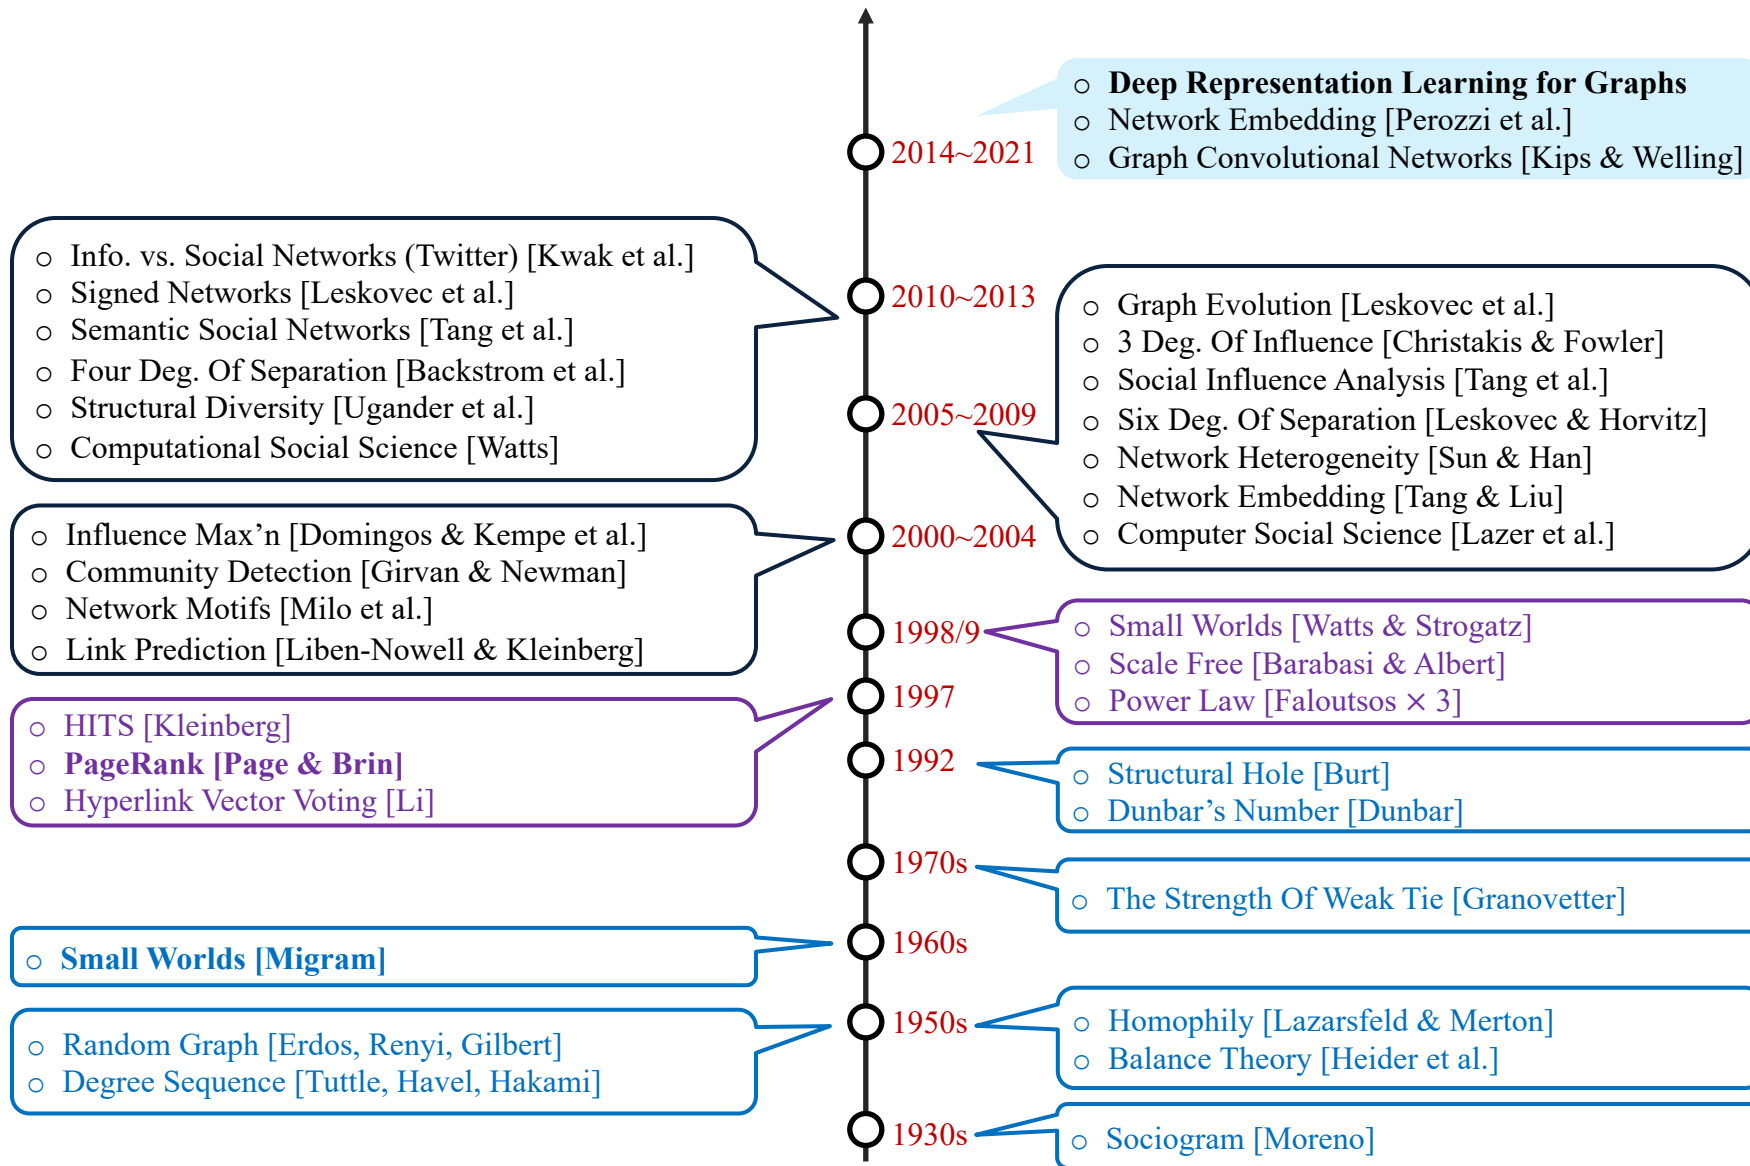 ○ Deep Representation Learning for Graphs
○ Network Embedding [Perozzi et al.]
○ Graph Convolutional Networks [Kips & Welling]
2014~2021
○ Info. vs. Social Networks (Twitter) [Kwak et al.]
○ Signed Networks [Leskovec et al.]
○ Semantic Social Networks [Tang et al.]
○ Four Deg. Of Separation [Backstrom et al.]
○ Structural Diversity [Ugander et al.]
○ Computational Social Science [Watts]
2010~2013
○ Graph Evolution [Leskovec et al.]
○ 3 Deg. Of Influence [Christakis & Fowler]
○ Social Influence Analysis [Tang et al.]
○ Six Deg. Of Separation [Leskovec & Horvitz]
○ Network Heterogeneity [Sun & Han]
○ Network Embedding [Tang & Liu]
○ Computer Social Science [Lazer et al.]
2005~2009
○ Influence Max’n [Domingos & Kempe et al.]
○ Community Detection [Girvan & Newman]
○ Network Motifs [Milo et al.]
○ Link Prediction [Liben-Nowell & Kleinberg]
2000~2004
1998/9
○ Small Worlds [Watts & Strogatz]
○ Scale Free [Barabasi & Albert]
○ Power Law [Faloutsos × 3]
○ HITS [Kleinberg]
○ PageRank [Page & Brin]
○ Hyperlink Vector Voting [Li]
1997
1992
○ Structural Hole [Burt]
○ Dunbar’s Number [Dunbar]
1970s
○ The Strength Of Weak Tie [Granovetter]
○ Small Worlds [Migram]
1960s
○ Random Graph [Erdos, Renyi, Gilbert]
○ Degree Sequence [Tuttle, Havel, Hakami]
1950s
○ Homophily [Lazarsfeld & Merton]
○ Balance Theory [Heider et al.]
1930s
○ Sociogram [Moreno]